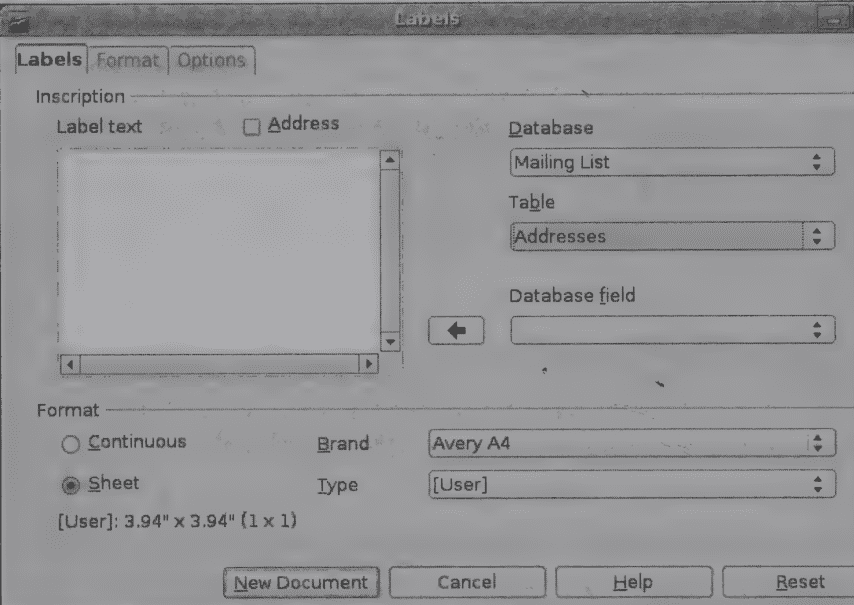 Labels
Labels Format Options
Inscription
Label text Address
Database
Mailing List
Table
Addresses
Database field
Format
Continuous Brand Avery A4
Sheet Type [User]
[User]: 3.94" x 3.94" (1 x 1)
New Document Cancel Help Reset